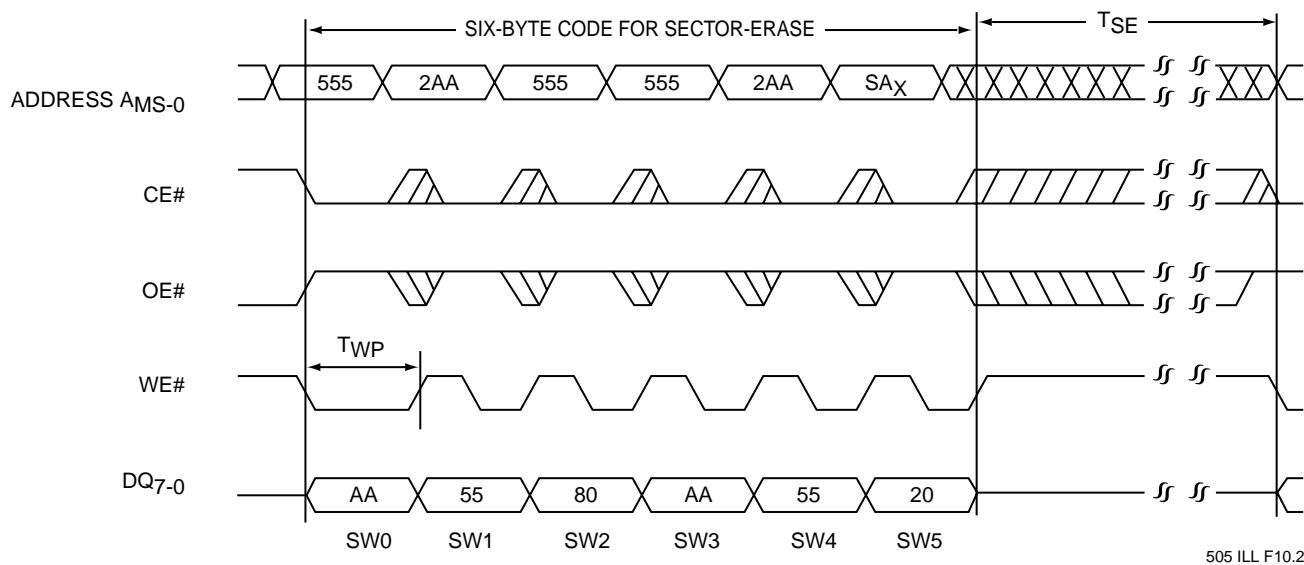 SIX-BYTE CODE FOR SECTOR-ERASE TSE
ADDRESS AMS-0 555 2AA 555 555 2AA SAX
CE#
OE#
TWP
WE#
DQ7-0 AA 55 80 AA 55 20
SW0 SW1 SW2 SW3 SW4 SW5
505 ILL F10.2